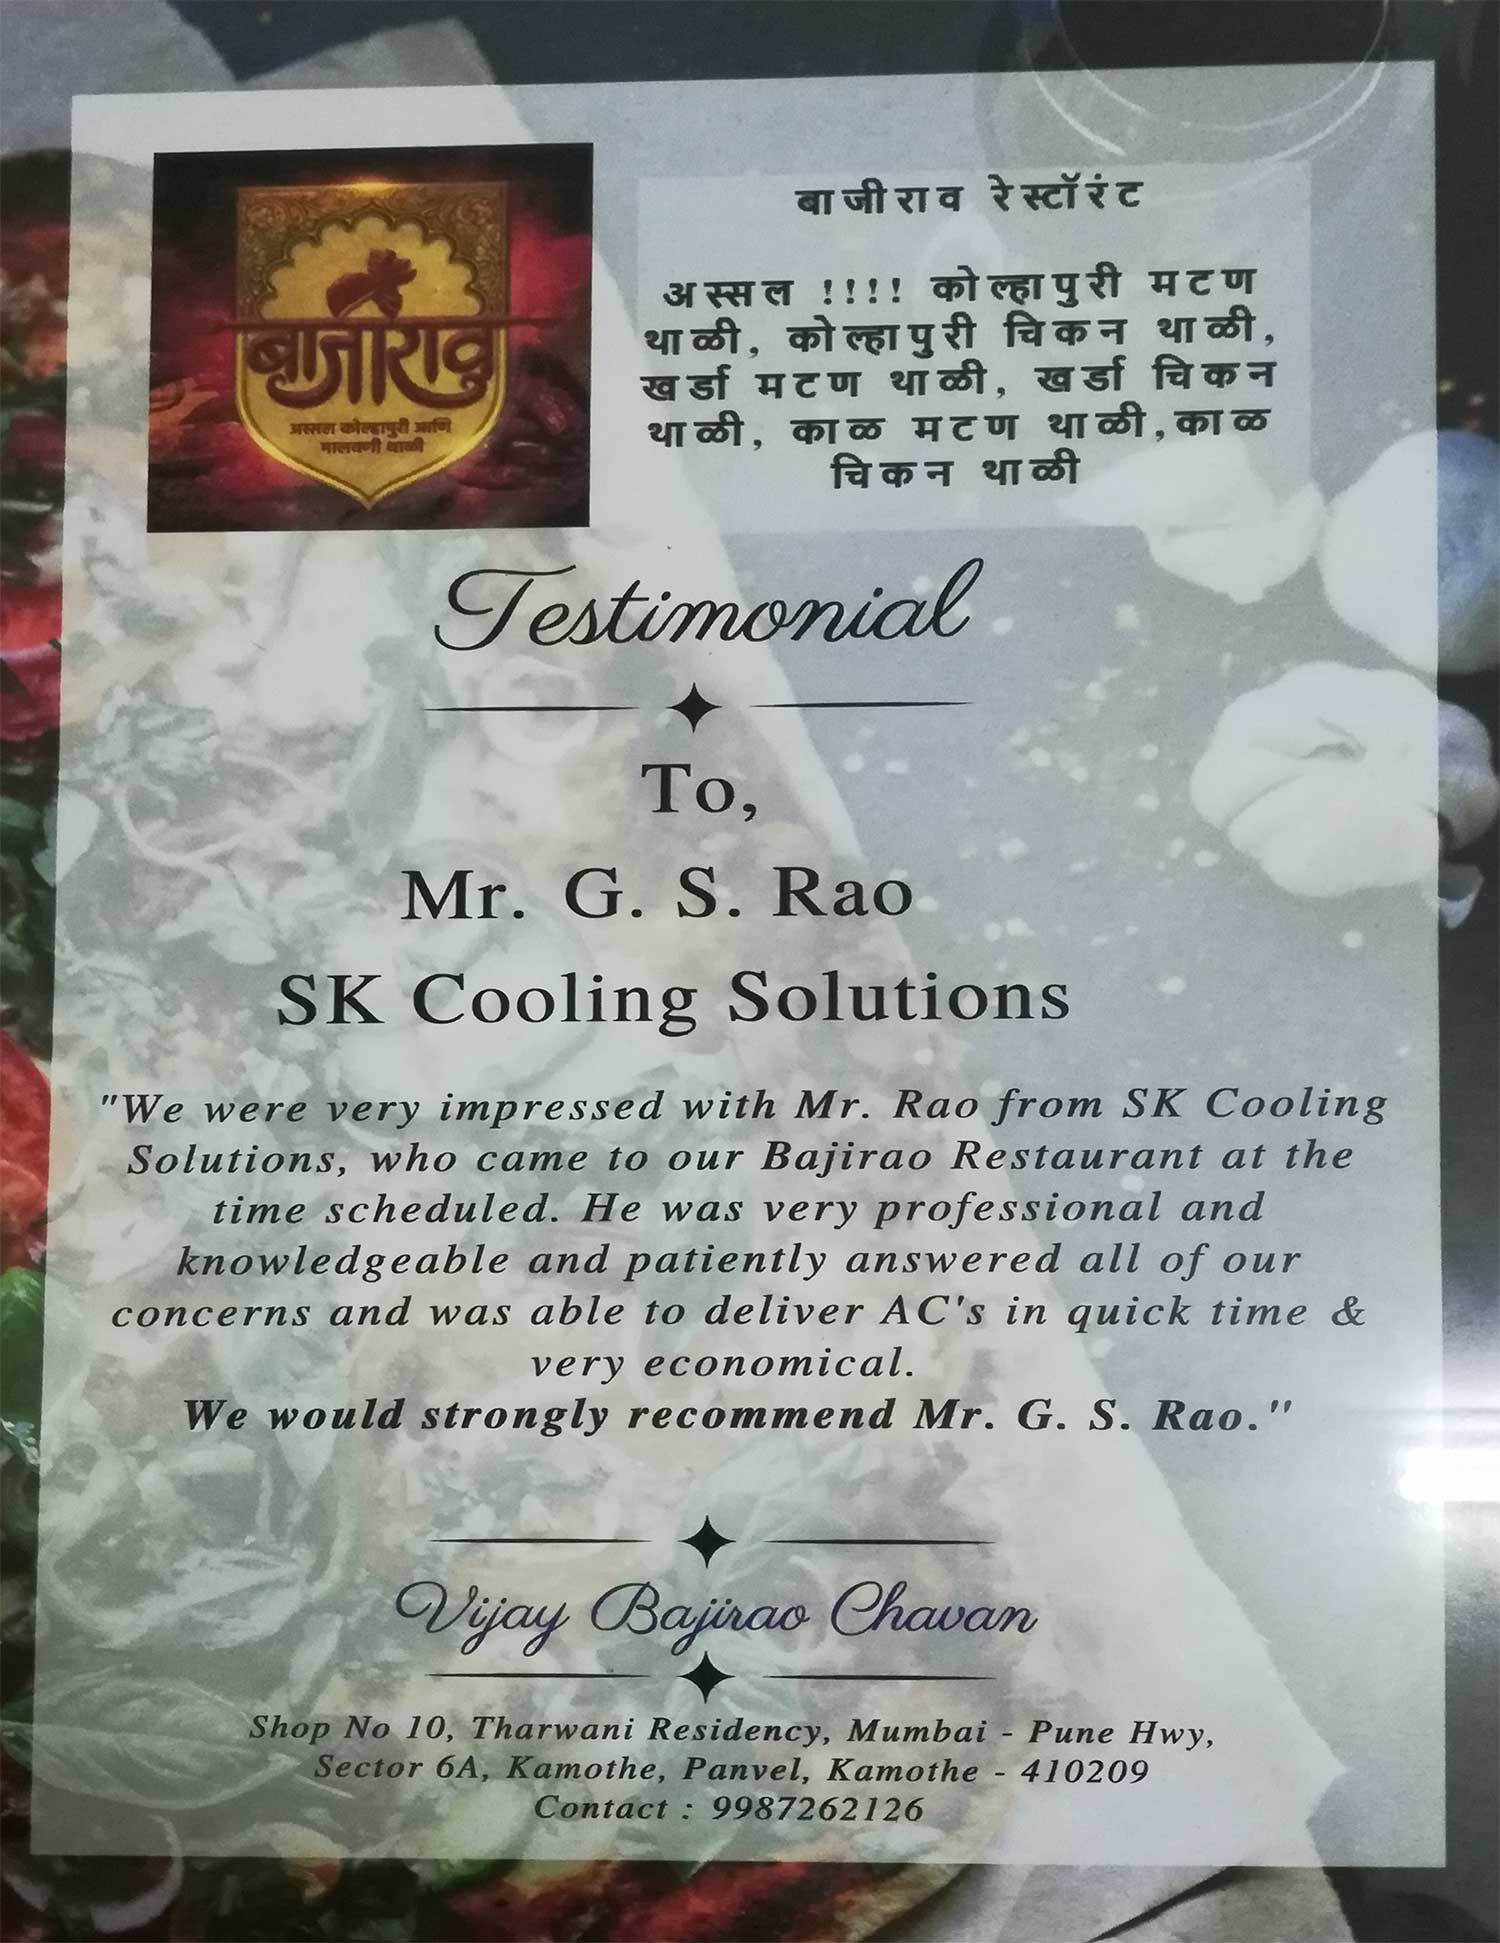 बाजीराव
अस्सल कोल्हापुरी आणि
मालवणी थाळी
बाजीराव रेस्टॉरंट
अस्सल !!!! कोल्हापुरी मटण
थाळी, कोल्हापुरी चिकन थाळी,
खर्डा मटण थाळी, खर्डा चिकन
थाळी, काळ मटण थाळी,काळ
चिकन थाळी
Testimonial
To,
Mr. G. S. Rao
SK Cooling Solutions
"We were very impressed with Mr. Rao from SK Cooling
Solutions, who came to our Bajirao Restaurant at the
time scheduled. He was very professional and
knowledgeable and patiently answered all of our
concerns and was able to deliver AC's in quick time &
very economical.
We would strongly recommend Mr. G. S. Rao."
Vijay Bajirao Chavan
Shop No 10, Tharwani Residency, Mumbai - Pune Hwy,
Sector 6A, Kamothe, Panvel, Kamothe - 410209
Contact : 9987262126